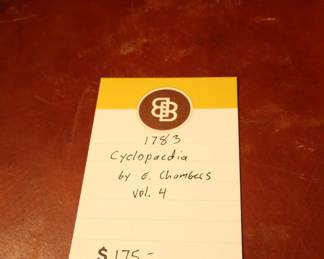 B B
1783
Cyclopaedia
by E. Chambers
Vol. 4
$ 175-